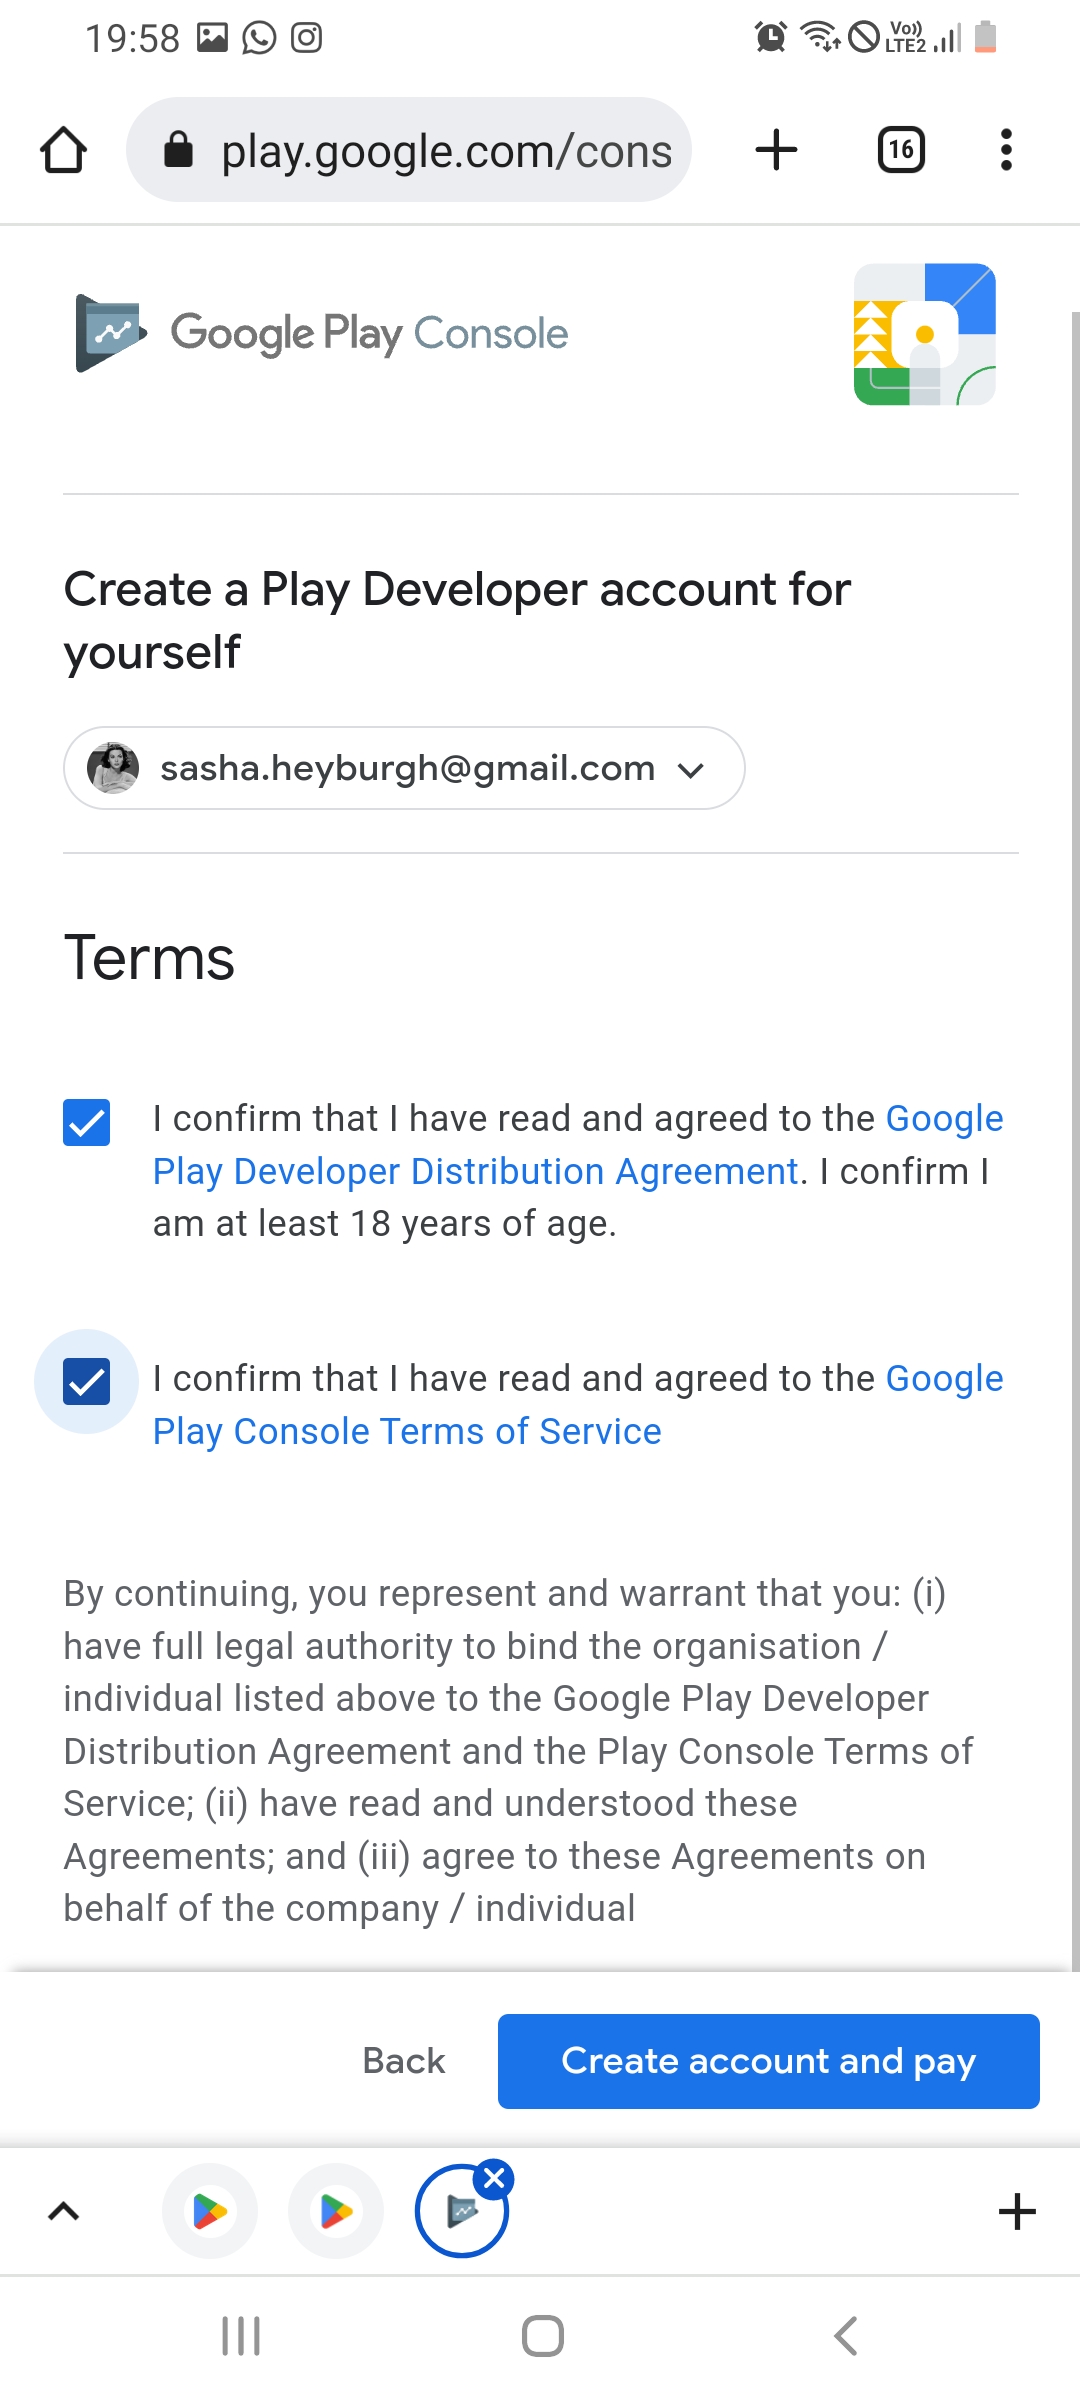 19:58
Vo))
LTE2
play.google.com/cons
16
Google Play Console
Create a Play Developer account for
yourself
sasha.heyburgh@gmail.com
Terms
I confirm that I have read and agreed to the Google
Play Developer Distribution Agreement. I confirm I
am at least 18 years of age.
I confirm that I have read and agreed to the Google
Play Console Terms of Service
By continuing, you represent and warrant that you: (i)
have full legal authority to bind the organisation /
individual listed above to the Google Play Developer
Distribution Agreement and the Play Console Terms of
Service; (ii) have read and understood these
Agreements; and (iii) agree to these Agreements on
behalf of the company / individual
Back
Create account and pay